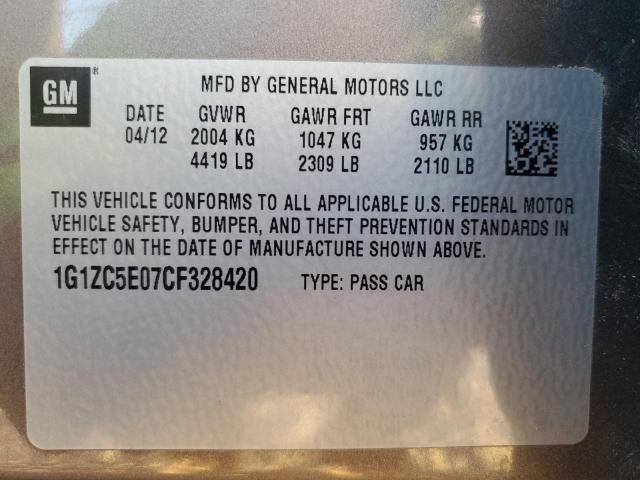 GM ®
MFD BY GENERAL MOTORS LLC
DATE GVWR GAWR FRT GAWR RR
04/12 2004 KG 1047 KG 957 KG
4419 LB 2309 LB 2110 LB
THIS VEHICLE CONFORMS TO ALL APPLICABLE U.S. FEDERAL MOTOR
VEHICLE SAFETY, BUMPER, AND THEFT PREVENTION STANDARDS IN
EFFECT ON THE DATE OF MANUFACTURE SHOWN ABOVE.
1G1ZC5E07CF328420 TYPE: PASS CAR